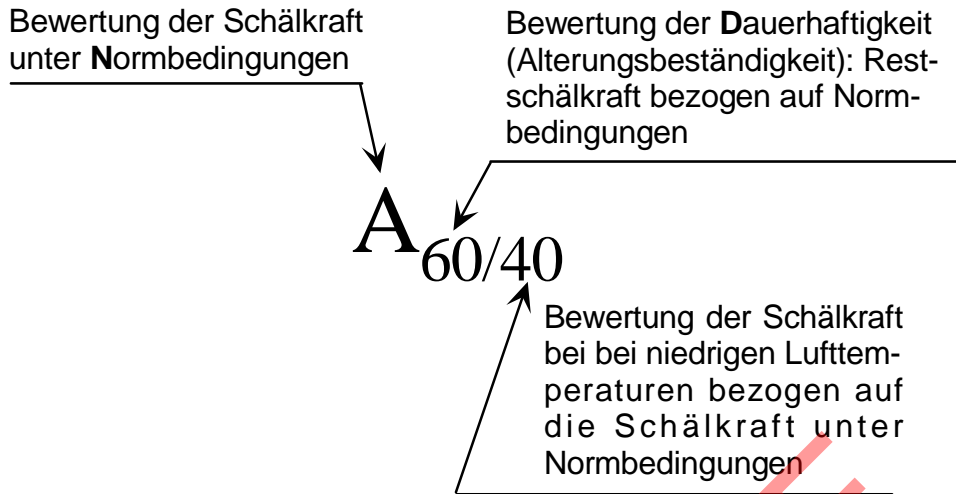 Bewertung der Schälkraft
unter Normbedingungen
Bewertung der Dauerhaftigkeit
(Alterungsbeständigkeit): Rest-
schälkraft bezogen auf Norm-
bedingungen
A60/40
Bewertung der Schälkraft
bei bei niedrigen Lufttem-
peraturen bezogen auf
die Schälkraft unter
Normbedingungen